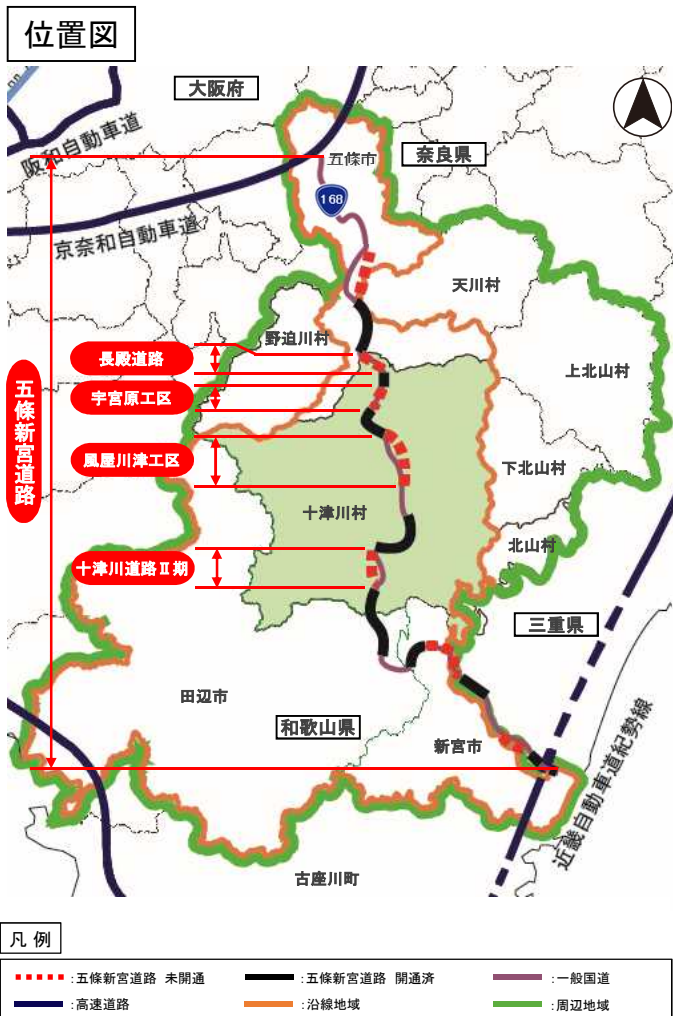 位置図
大阪府
阪和自動車道
五條市
奈良県
168
京奈和自動車道
天川村
野迫川村
長殿道路
上北山村
宇宮原工区
五條新宮道路
風屋川津工区
下北山村
十津川村
北山村
十津川道路Ⅱ期
三重県
田辺市
和歌山県
新宮市
近畿自動車道紀勢線
古座川町
凡 例
:五條新宮道路 未開通
:五條新宮道路 開通済
:一般国道
:高速道路
:沿線地域
:周辺地域